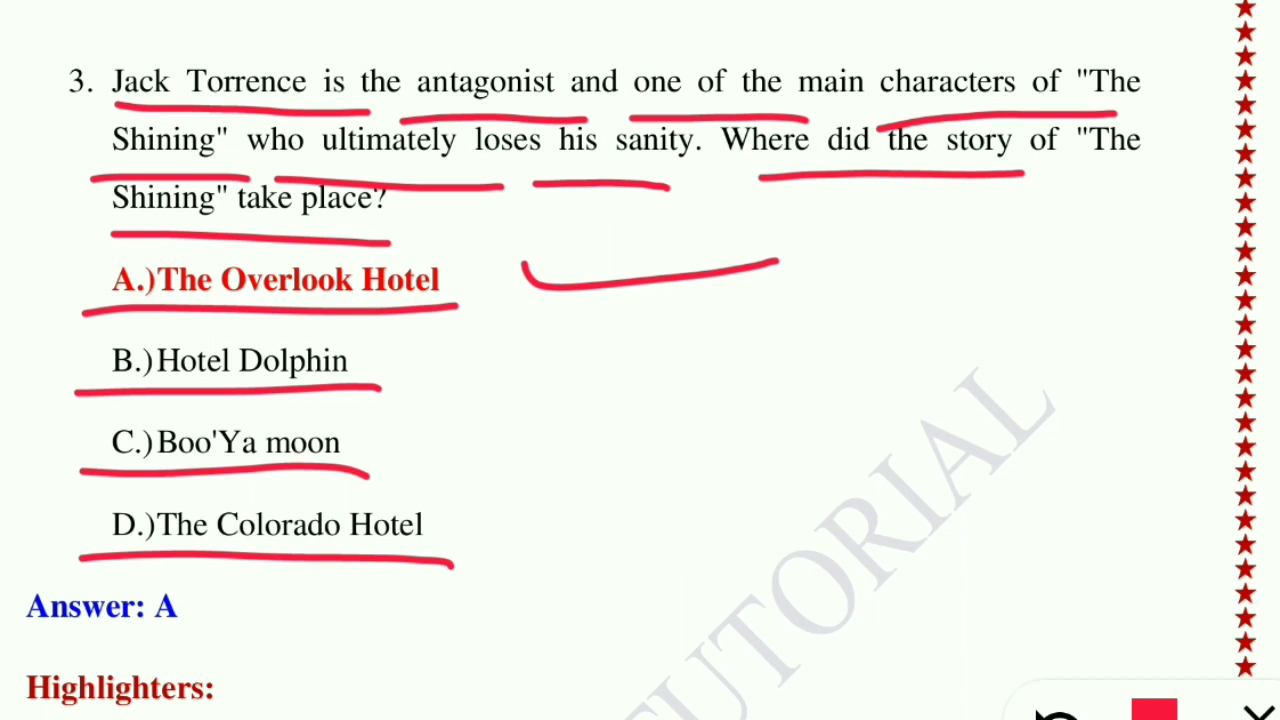 3. Jack Torrence is the antagonist and one of the main characters of "The
Shining" who ultimately loses his sanity. Where did the story of "The
Shining" take place?
A.)The Overlook Hotel
B.)Hotel Dolphin
C.)Boo'Ya moon
D.)The Colorado Hotel
Answer: A
Highlighters:
TUTORIAL